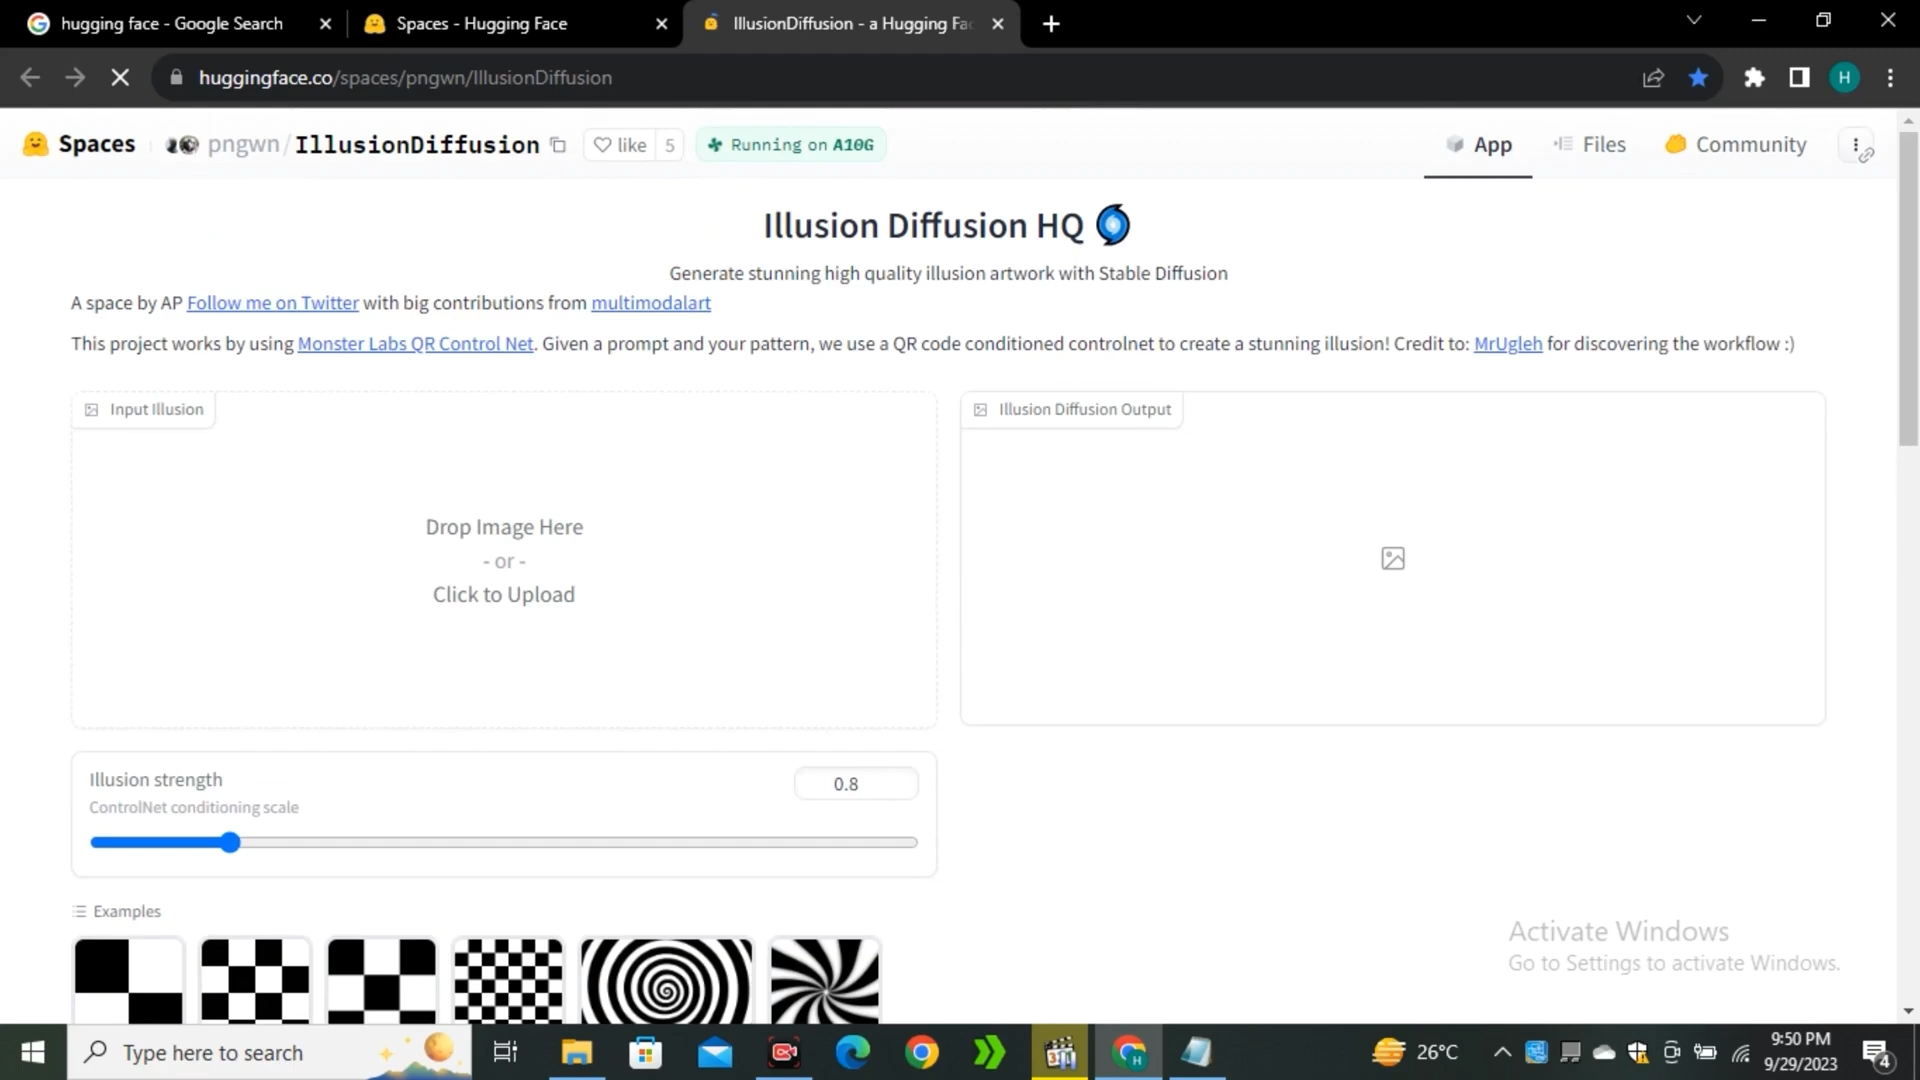 hugging face - Google Search
Spaces - Hugging Face
IllusionDiffusion - a Hugging Fac
huggingface.co/spaces/pngwn/IllusionDiffusion
H
Spaces
pngwn/IllusionDiffusion
like 5
Running on A10G
App
Files
Community
Illusion Diffusion HQ
Generate stunning high quality illusion artwork with Stable Diffusion
A space by AP Follow me on Twitter with big contributions from multimodalart
This project works by using Monster Labs QR Control Net. Given a prompt and your pattern, we use a QR code conditioned controlnet to create a stunning illusion! Credit to: MrUgleh for discovering the workflow :)
Input Illusion
Illusion Diffusion Output
Drop Image Here
- or -
Click to Upload
Illusion strength
0.8
ControlNet conditioning scale
Examples
Activate Windows
Go to Settings to activate Windows.
Type here to search
H
26°C
9:50 PM
9/29/2023
4